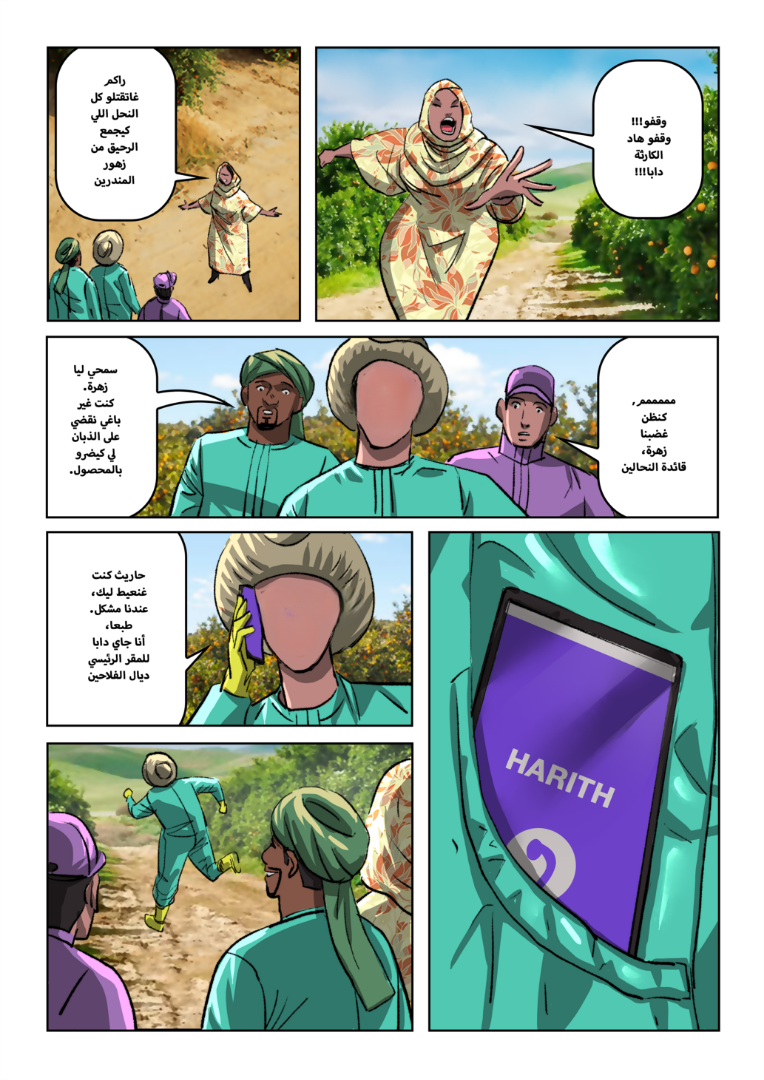 وقفو!!!
وقفو هاد
الكارثة
دابا!!!
راكم
غاتقتلو كل
النحل اللي
كيجمع
الرحيق من
زهور
المندرين
مممممم,
كنظن
غضبنا
زهرة،
قائدة النحالين
سمحي ليا
زهرة.
كنت غير
باغي نقضي
على الذبان
لي كيضرو
بالمحصول.
HARITH
حاريث كنت
غنعيط ليك،
عندنا مشكل.
طبعا،
أنا جاي دابا
للمقر الرئيسي
ديال الفلاحين